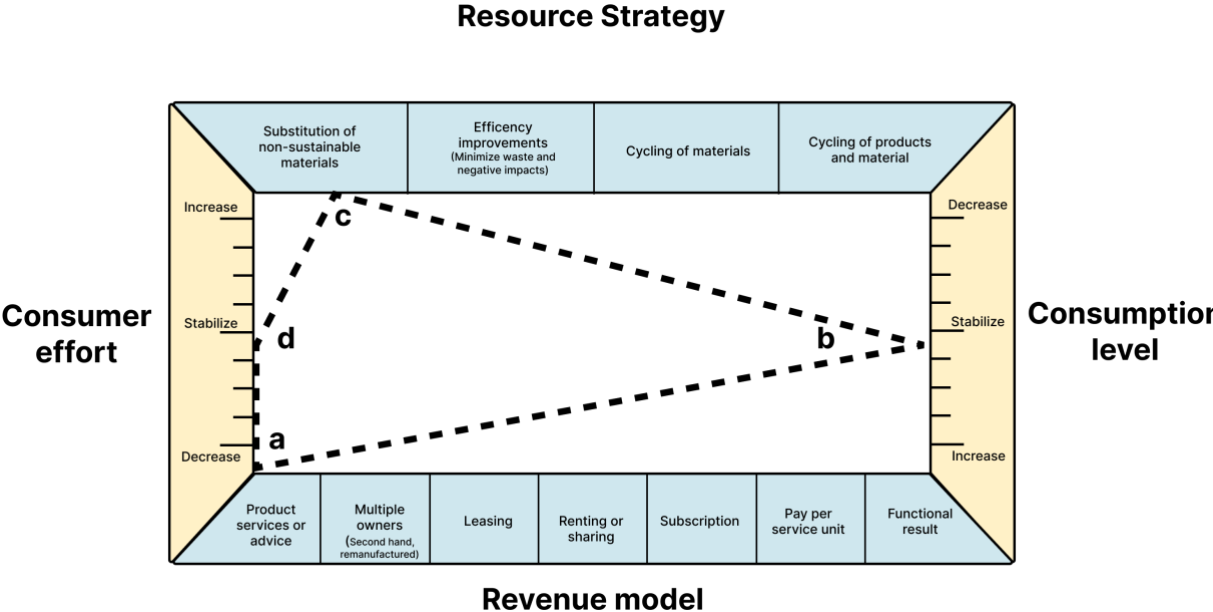 Resource Strategy
Substitution of
non-sustainable
materials
Efficency
improvements
(Minimize waste and
negative impacts)
Cycling of materials
Cycling of products
and material
Increase
Stabilize
Decrease
Consumer
effort
c
d
b
a
Decrease
Stabilize
Increase
Consumption
level
Product
services or
advice
Multiple
owners
(Second hand,
remanufactured)
Leasing
Renting or
sharing
Subscription
Pay per
service unit
Functional
result
Revenue model